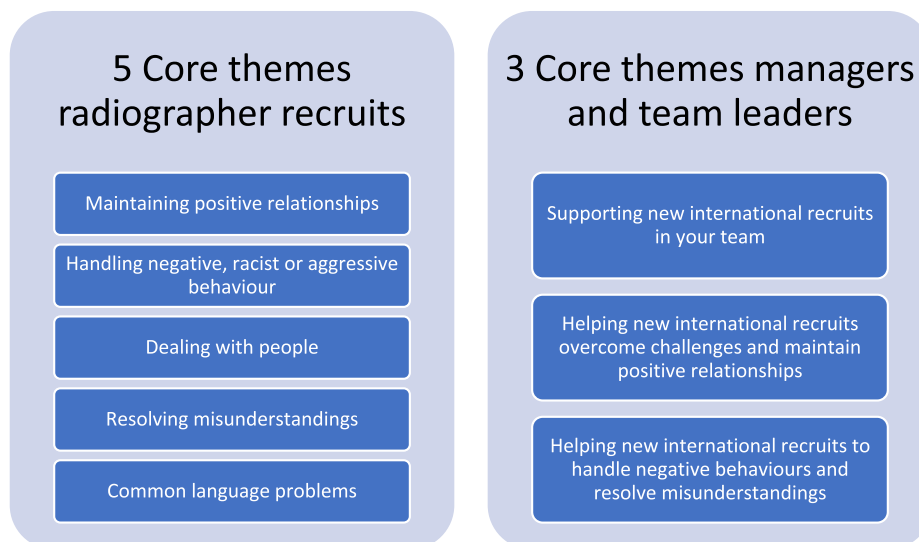 5 Core themes
radiographer recruits
Maintaining positive relationships
Handling negative, racist or aggressive
behaviour
Dealing with people
Resolving misunderstandings
Common language problems
3 Core themes managers
and team leaders
Supporting new international recruits
in your team
Helping new international recruits
overcome challenges and maintain
positive relationships
Helping new international recruits to
handle negative behaviours and
resolve misunderstandings